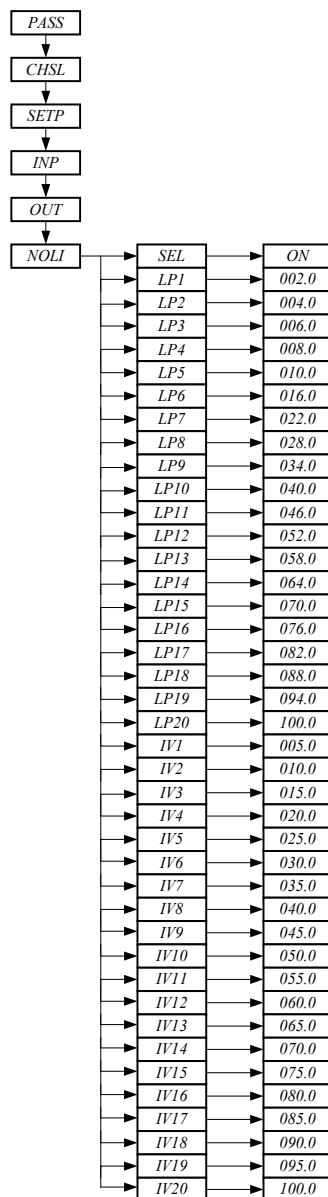 PASS
CHSL
SETP
INP
OUT
NOLI SEL ON
LP1 002.0
LP2 004.0
LP3 006.0
LP4 008.0
LP5 010.0
LP6 016.0
LP7 022.0
LP8 028.0
LP9 034.0
LP10 040.0
LP11 046.0
LP12 052.0
LP13 058.0
LP14 064.0
LP15 070.0
LP16 076.0
LP17 082.0
LP18 088.0
LP19 094.0
LP20 100.0
IV1 005.0
IV2 010.0
IV3 015.0
IV4 020.0
IV5 025.0
IV6 030.0
IV7 035.0
IV8 040.0
IV9 045.0
IV10 050.0
IV11 055.0
IV12 060.0
IV13 065.0
IV14 070.0
IV15 075.0
IV16 080.0
IV17 085.0
IV18 090.0
IV19 095.0
IV20 100.0